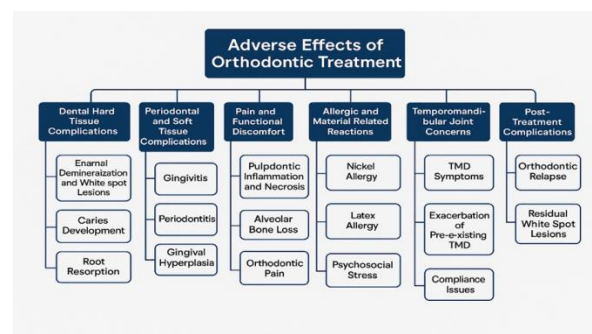 Adverse Effects of
Orthodontic Treatment
Dental Hard
Tissue
Complications
Enarnal
Demineraization
and White spot
Lesions
Caries
Development
Root
Resorption
Periodontal
and Soft
Tissue
Complications
Gingivitis
Periodontitis
Gingival
Hyperplasia
Pain and
Functional
Discomfort
Pulpdontic
Inflammation
and Necrosis
Alveolar
Bone Loss
Orthodontic
Pain
Allergic and
Material Related
Reactions
Nickel
Allergy
Latex
Allergy
Psychosocial
Stress
Temporomandi-
bular Joint
Concerns
TMD
Symptoms
Exacerbation
of
Pre-e-xisting
TMD
Compliance
Issues
Post-
Treatment
Complications
Orthodontic
Relapse
Residual
White Spot
Lesions